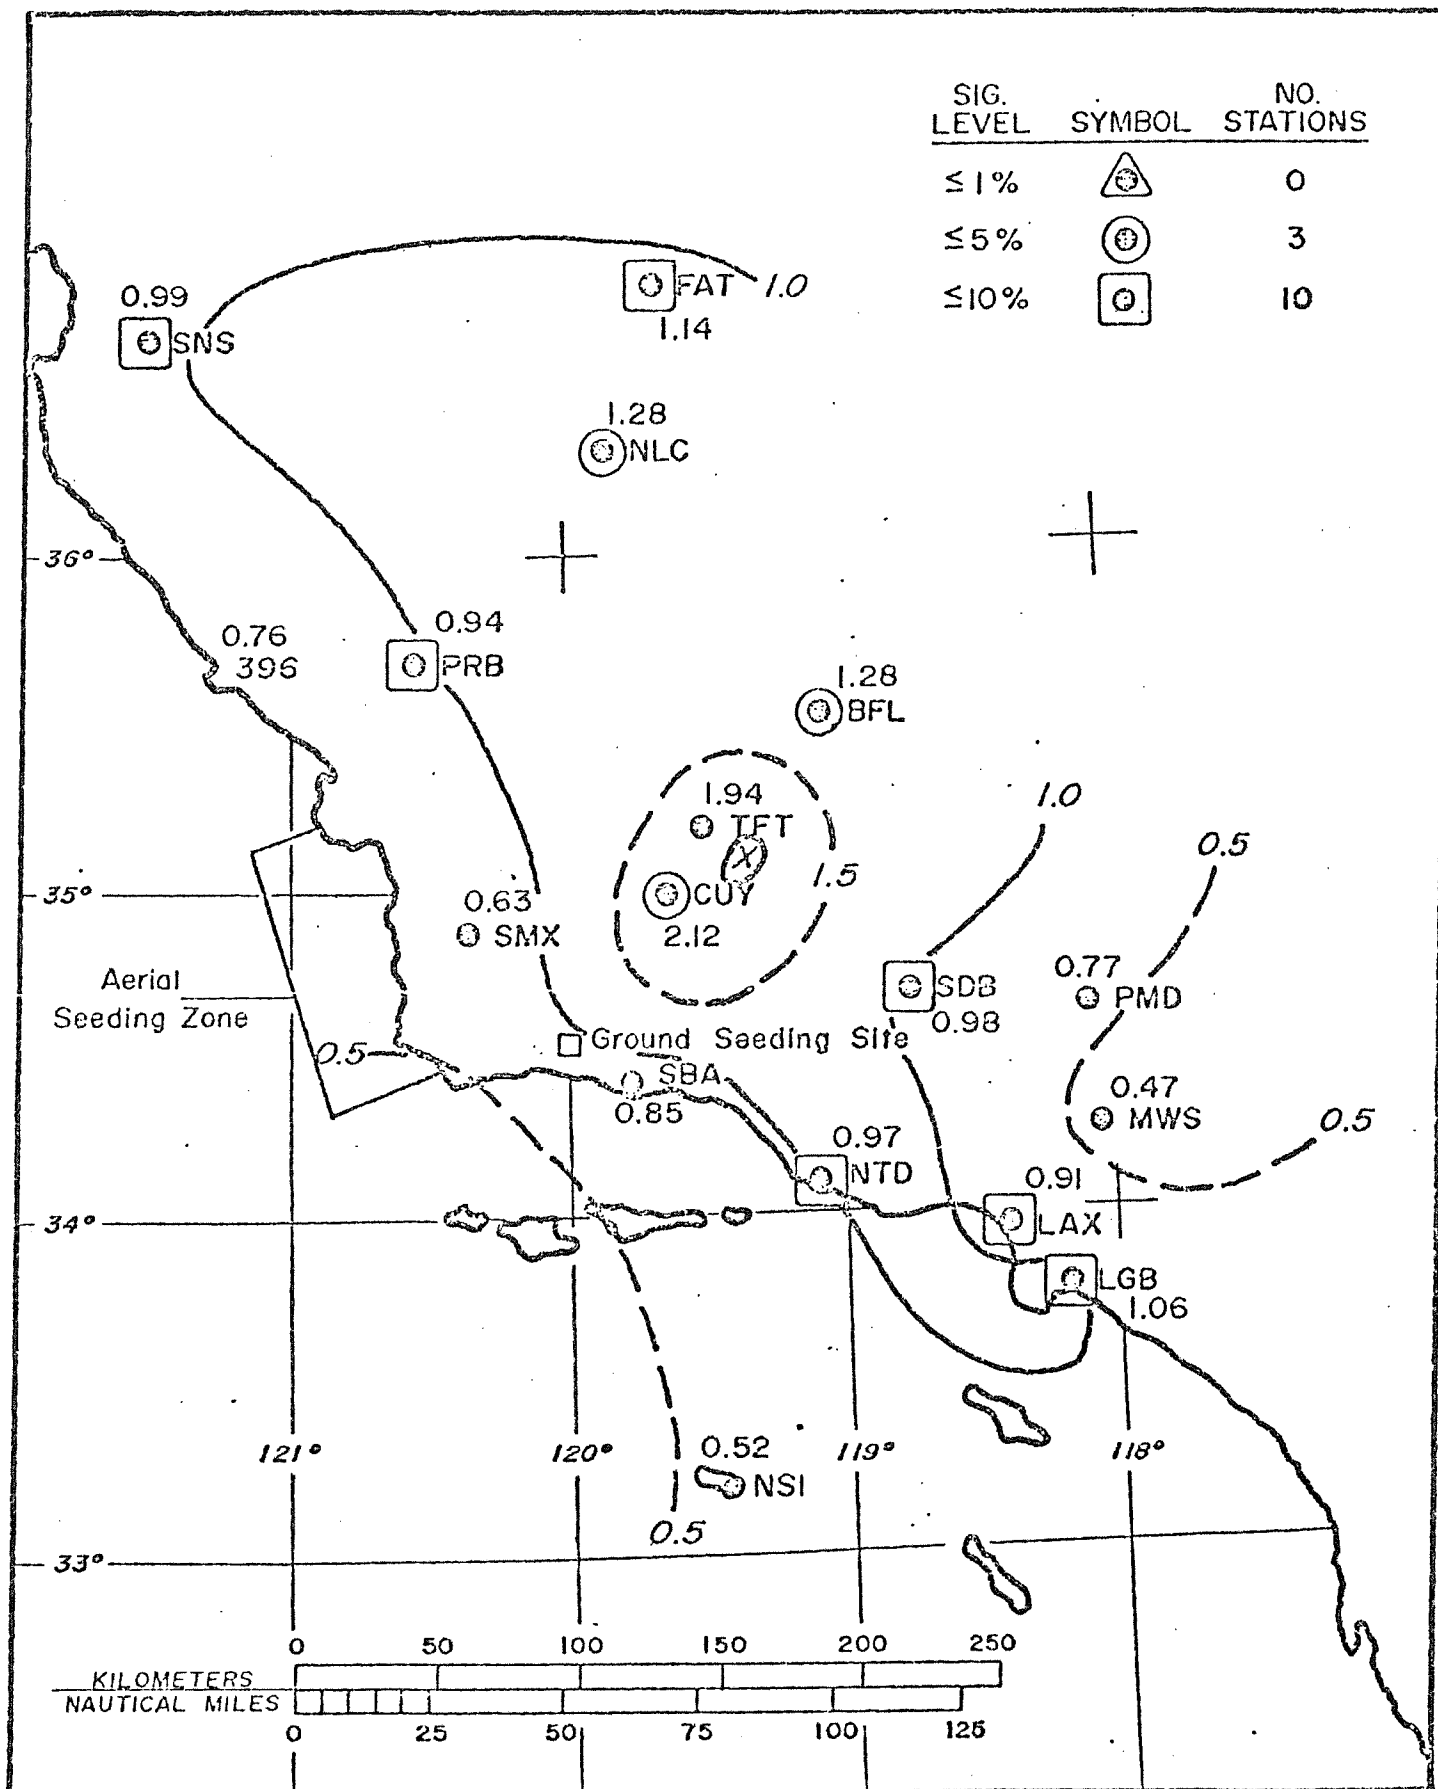 SIG. NO.
LEVEL SYMBOL STATIONS
≤1% 0
≤5% 3
≤10% 10
0.99
SNS
FAT 1.0
1.14
1.28
NLC
36°
0.76
396
0.94
PRB
1.28
BFL
1.94
TFT
1.5
CUY
2.12
1.0
0.5
35°
0.63
SMX
Aerial
Seeding Zone
SDB
0.98
0.77
PMD
0.5
Ground Seeding Site
SBA
0.85
0.47
MWS
0.5
0.97
NTD
0.91
LAX
34°
LGB
1.06
121° 120° 119° 118°
0.52
NSI
0.5
33°
0 50 100 150 200 250
KILOMETERS
NAUTICAL MILES
0 25 50 75 100 125